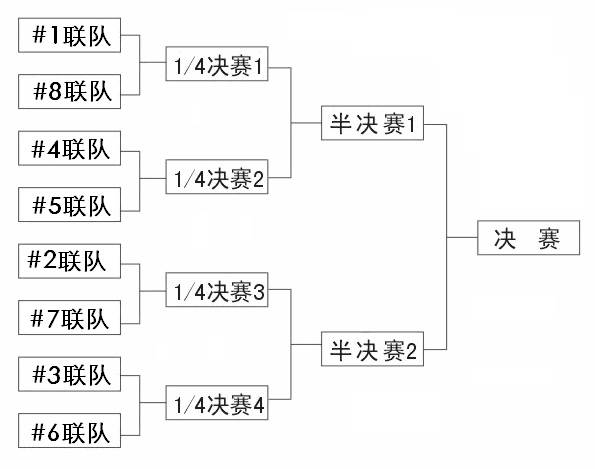 #1联队
#8联队
#4联队
#5联队
#2联队
#7联队
#3联队
#6联队
1/4决赛1
1/4决赛2
1/4决赛3
1/4决赛4
半决赛1
半决赛2
决 赛